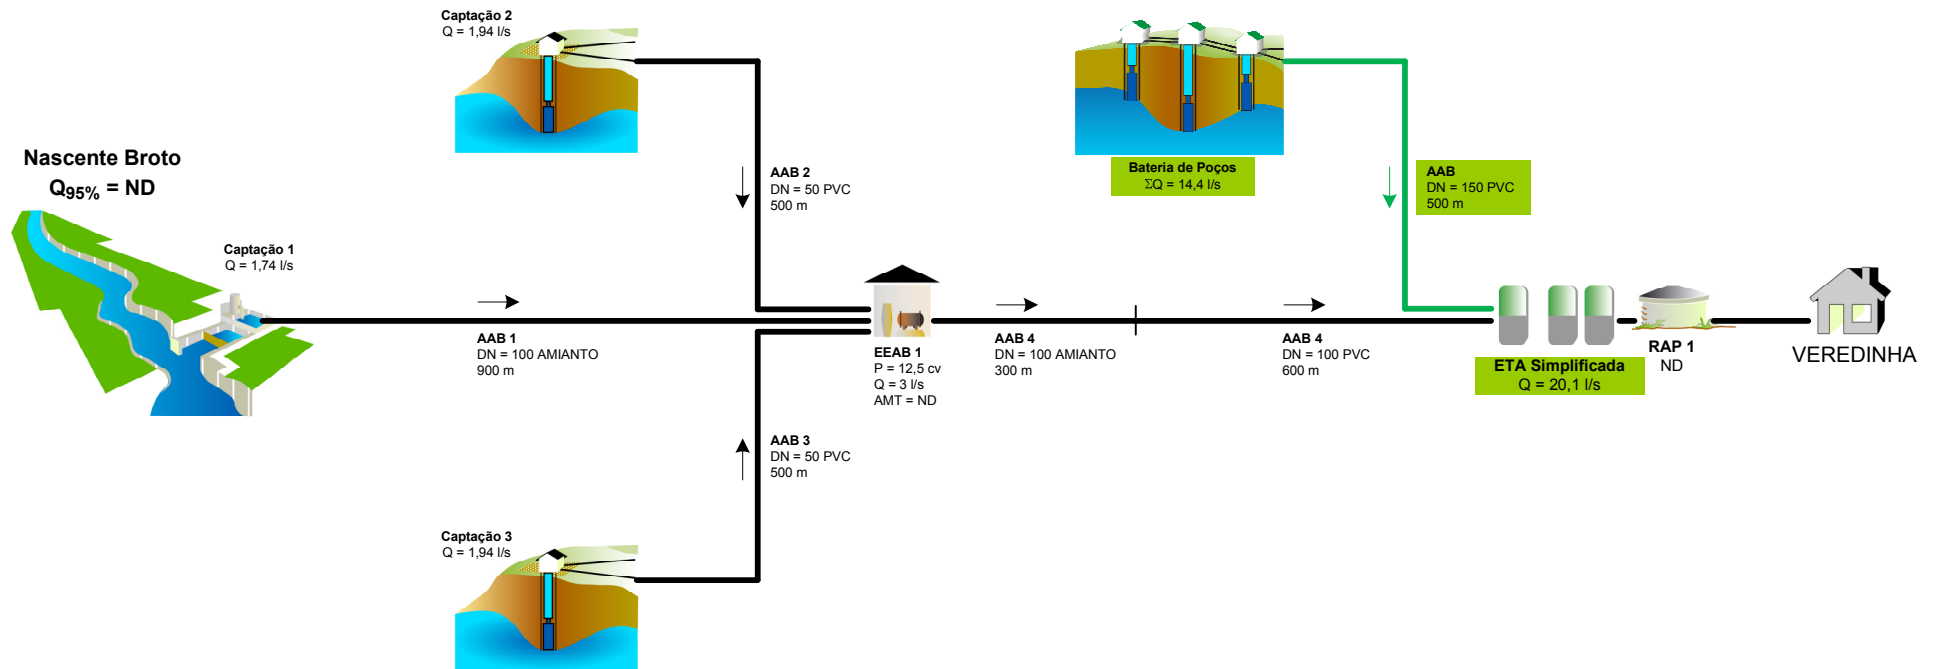 Captação 2
Q = 1,94 l/s
Nascente Broto
Q95% = ND
Captação 1
Q = 1,74 l/s
AAB 2
DN = 50 PVC
500 m
Bateria de Poços
ΣQ = 14,4 l/s
AAB
DN = 150 PVC
500 m
AAB 1
DN = 100 AMIANTO
900 m
EEAB 1
P = 12,5 cv
Q = 3 l/s
AMT = ND
AAB 4
DN = 100 AMIANTO
300 m
AAB 4
DN = 100 PVC
600 m
ETA Simplificada
Q = 20,1 l/s
RAP 1
ND
VEREDINHA
AAB 3
DN = 50 PVC
500 m
Captação 3
Q = 1,94 l/s